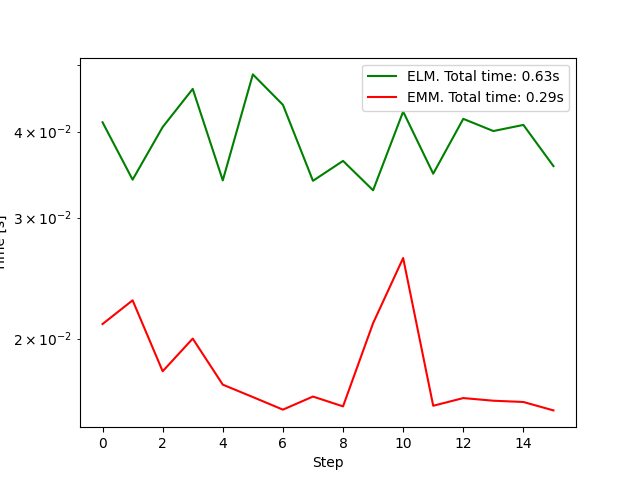 ELM. Total time: 0.63s
EMM. Total time: 0.29s
4 × 10⁻²
3 × 10⁻²
2 × 10⁻²
[s]
0 2 4 6 8 10 12 14
Step